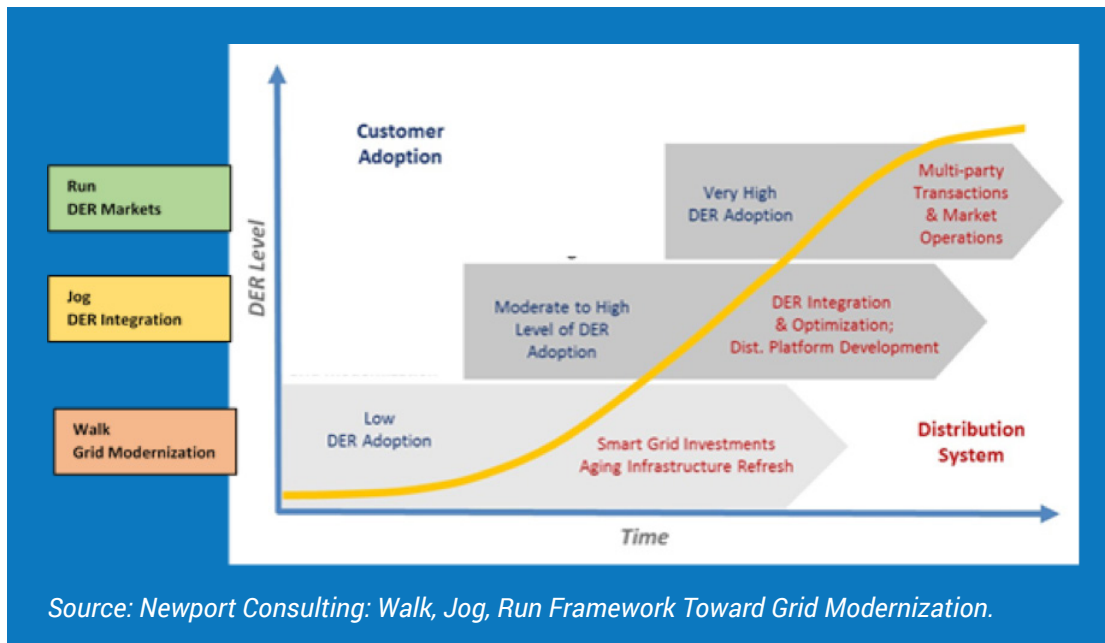 Customer
Adoption
Run
DER Markets
Very High
DER Adoption
Multi-party
Transactions
& Market
Operations
DER Level
Jog
DER Integration
Moderate to High
Level of DER
Adoption
DER Integration
& Optimization;
Dist. Platform Development
Walk
Grid Modernization
Low
DER Adoption
Smart Grid Investments
Aging Infrastructure Refresh
Distribution
System
Time
Source: Newport Consulting: Walk, Jog, Run Framework Toward Grid Modernization.